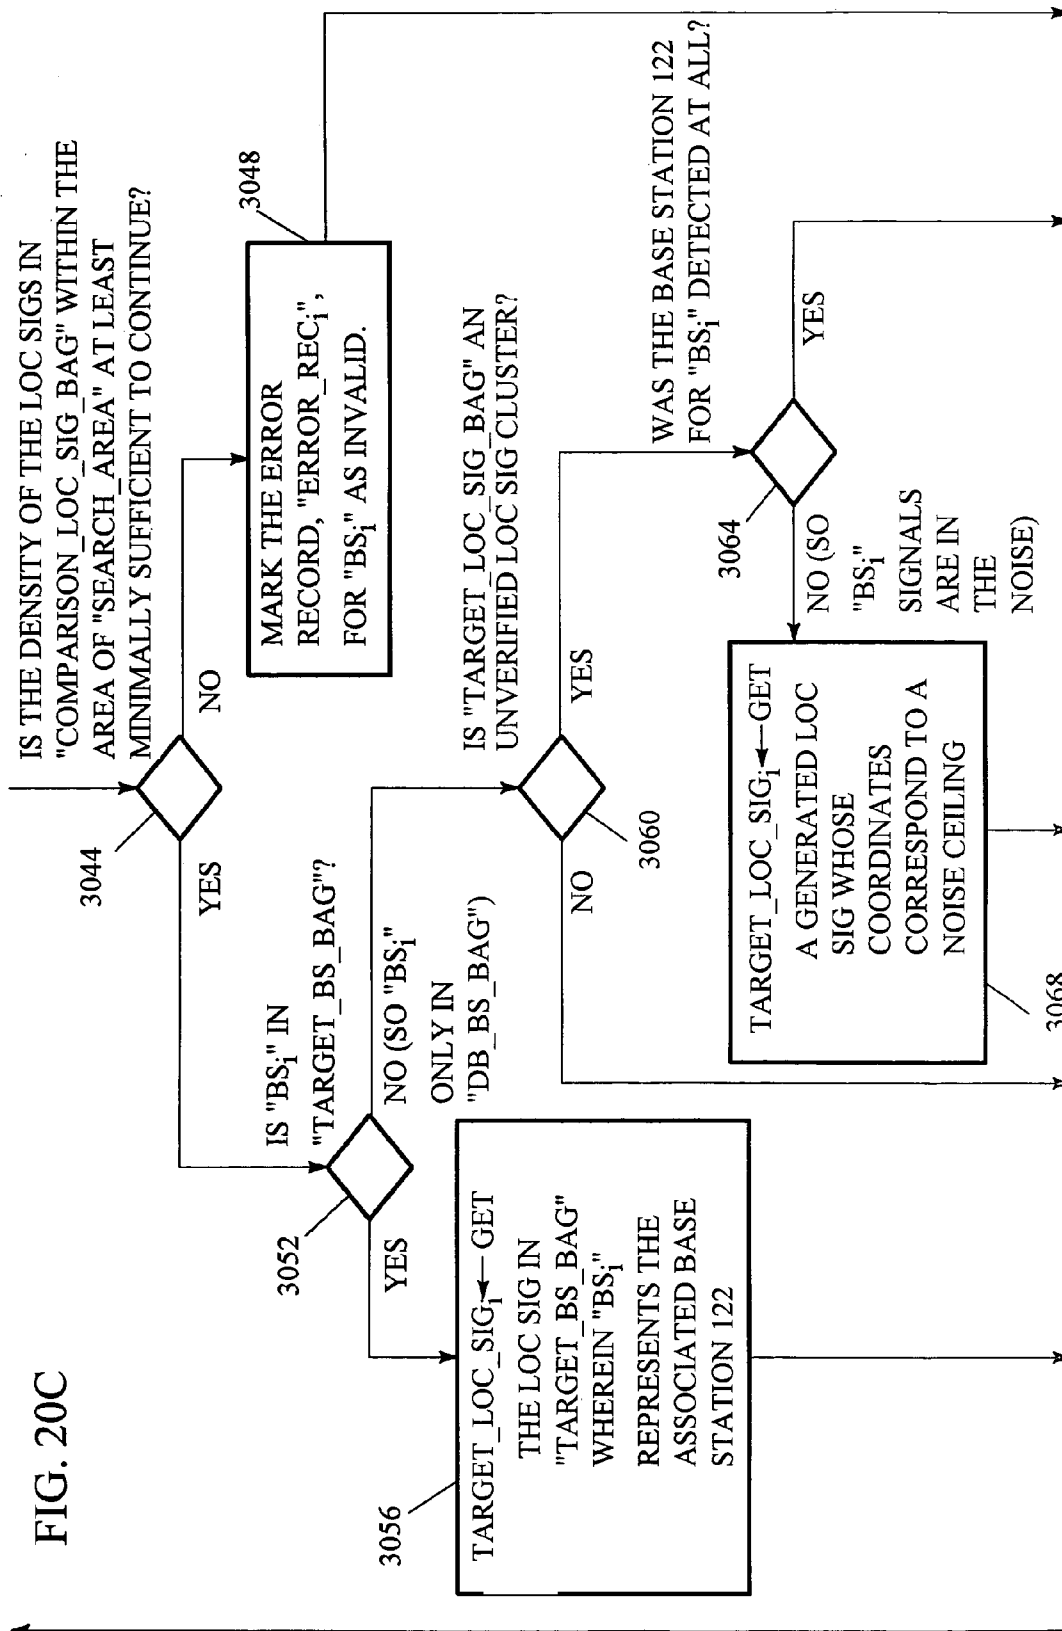 FIG. 20C
IS THE DENSITY OF THE LOC SIGS IN
"COMPARISON_LOC_SIG_BAG" WITHIN THE
AREA OF "SEARCH_AREA" AT LEAST
MINIMALLY SUFFICIENT TO CONTINUE?
3044
YES
NO
3048
MARK THE ERROR
RECORD, "ERROR_RECi",
FOR "BSi" AS INVALID.
IS "BSi" IN
"TARGET_BS_BAG"?
3052
YES
NO (SO "BSi"
ONLY IN
"DB_BS_BAG")
3056
TARGET_LOC_SIGi ← GET
THE LOC SIG IN
"TARGET_BS_BAG"
WHEREIN "BSi"
REPRESENTS THE
ASSOCIATED BASE
STATION 122
IS "TARGET_LOC_SIG_BAG" AN
UNVERIFIED LOC SIG CLUSTER?
3060
NO
YES
WAS THE BASE STATION 122
FOR "BSi" DETECTED AT ALL?
3064
YES
NO (SO
"BSi"
SIGNALS
ARE IN
THE
NOISE)
TARGET_LOC_SIGi ← GET
A GENERATED LOC
SIG WHOSE
COORDINATES
CORRESPOND TO A
NOISE CEILING
3068